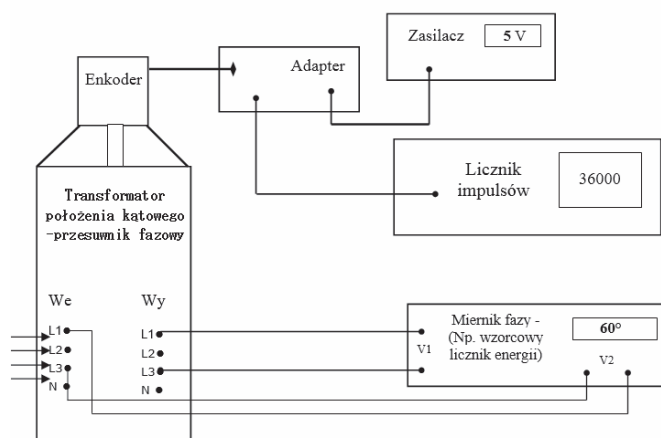 Enkoder
Adapter
Zasilacz
5 V
Licznik
impulsów
36000
Transformator
położenia kątowego
-przesuwnik fazowy
We
Wy
L1
L2
L3
N
L1
L2
L3
N
Miernik fazy -
(Np. wzorcowy
licznik energii)
60°
V1
V2